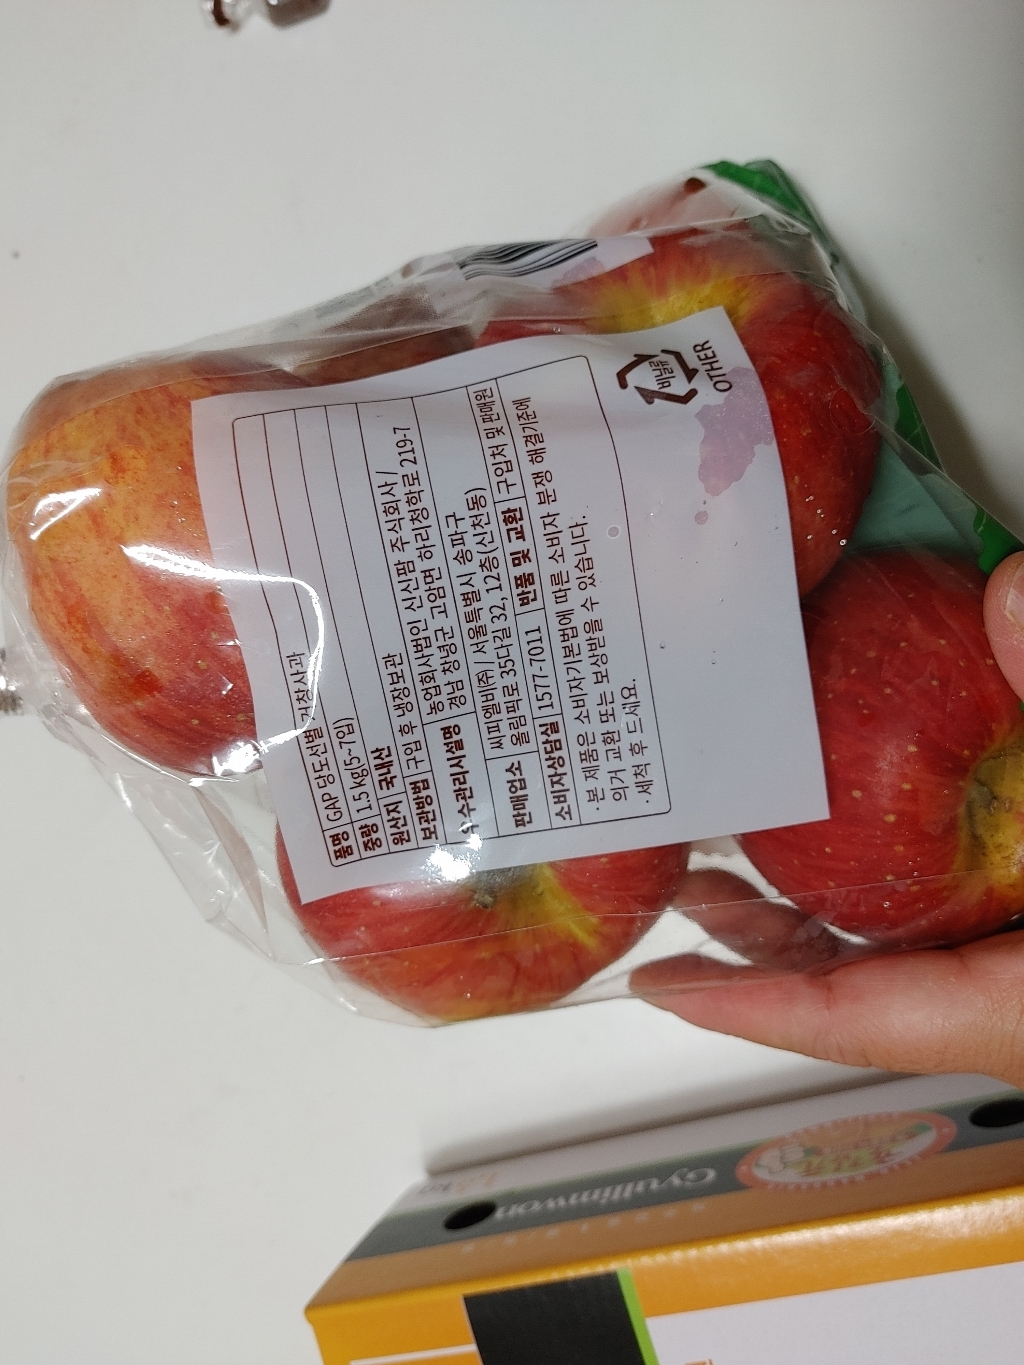 품명 GAP 당도선별 거창사과
중량 1.5 kg(5~7입)
원산지 국내산
보관방법 구입 후 냉장보관
우수관리시설명 농업회사법인 신신팜 주식회사 /
경남 창녕군 고암면 하리청학로 219-7
판매업소 씨피엘비(주) / 서울특별시 송파구
올림픽로 35다길 32, 12층(신천동)
소비자상담실 1577-7011 반품 및 교환 구입처 및 판매원
· 본 제품은 소비자기본법에 따른 소비자 분쟁 해결기준에
의거 교환 또는 보상받을 수 있습니다.
· 세척 후 드세요.
비닐류
OTHER
Gyullimwon